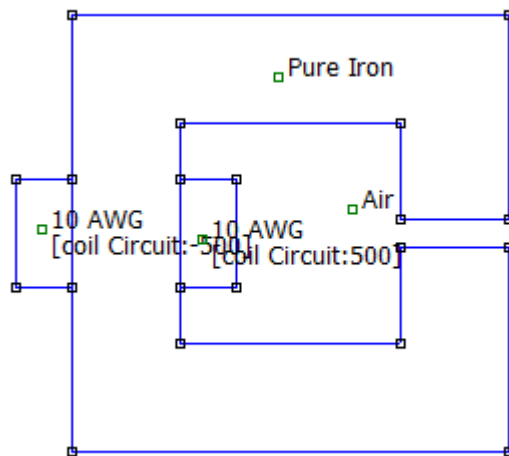 Pure Iron
Air
10 AWG
[coil Circuit:-500]
10 AWG
[coil Circuit:500]